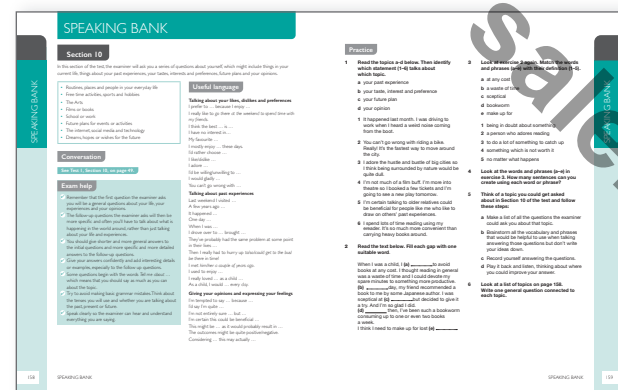 SPEAKING BANK
Section 10
In this section of the test, the examiner will ask you a series of questions about yourself, which might include things in your
current life, things about your past experiences, your tastes, interests and preferences, future plans and your opinions.
• Routines, places and people in your everyday life
• Free time activities, sports and hobbies
• The Arts
• Films or books
• School or work
• Future plans for events or activities
• The internet, social media and technology
• Dreams, hopes or wishes for the future
Conversation
See Test 1, Section 10, on page 49.
Exam help
Remember that the first question the examiner asks
you will be a general questions about your life, your
experiences and your opinions.
The follow-up questions the examiner asks will then be
more specific and often you'll have to talk about what is
happening in the world around, rather than just talking
about your life and experiences.
You should give shorter and more general answers to
the initial questions and more specific and more detailed
answers to the follow-up questions.
Give your answers confidently and add interesting details
or examples, especially to the follow up questions.
Some questions begin with the words Tell me about ...
which means that you should say as much as you can
about the topic.
Try to avoid making basic grammar mistakes. Think about
the tenses you will use and whether you are talking about
the past, present or future.
Speak clearly so the examiner can hear and understand
everything you are saying.
Useful language
Talking about your likes, dislikes and preferences
I prefer to ... because I enjoy ...
I really like to go there at the weekend to spend time with
my friends.
I think the best ... is ...
I have no interest in ...
My favourite ...
I mostly enjoy ... these days.
I'd rather choose ...
I like/dislike ...
I adore ...
I'd be willing/unwilling to ...
I would gladly ...
You can't go wrong with ...
Talking about past experiences
Last weekend I visited ...
A few years ago ...
It happened ...
One day ...
When I was ...
I decided to ... brought ...
They've probably had the same problem at some point
in their lives ...
Then I really had to hurry up to/so/could get to the boat
be there in time!
I met him/her a couple of years ago.
I used to enjoy ...
I really loved ... as a child ...
As a child, I would ... every day.
Giving your opinions and expressing your feelings
I'm tempted to say ... because ...
I'd say I'm quite ...
I'm not entirely sure ... but ...
I'm certain this could be beneficial ...
This might be ... as it would probably result in ...
The outcomes might be quite positive/negative.
Considering ... this may actually ...
158 SPEAKING BANK
Practice
1 Read the topics a-d below. Then identify
which statement (1-6) talks about
which topic.
a your past experience
b your taste, interest and preference
c your future plan
d your opinion
1 It happened last month. I was driving to
work when I heard a weird noise coming
from the boot.
2 You can't go wrong with riding a bike.
Really! It's the fastest way to move around
the city.
3 I adore the hustle and bustle of big cities so
I think being surrounded by nature would be
quite dull.
4 I'm not much of a film buff. I'm more into
theatre so I booked a few tickets and I'm
going to see a new play tomorrow.
5 I'm certain talking to older relatives could
be beneficial for people like me who like to
draw on others' past experiences.
6 I spend lots of time reading using my
ereader. It's so much more convenient than
carrying heavy books around.
2 Read the text below. Fill each gap with one
suitable word.
When I was a child, I (a) to avoid
books at any cost. I thought reading in general
was a waste of time and I could devote my
spare minutes to something more productive.
(b) day, my friend recommended a
book to me by some Japanese author. I was
sceptical at (c) but decided to give it
a try. And I'm so glad I did.
(d) then, I've been such a bookworm
consuming up to one or even two books
a week.
I think I need to make up for lost (e)
3 Look at exercise 2 again. Match the words
and phrases (a-e) with their definition (1-5).
a at any cost
b a waste of time
c sceptical
d bookworm
e make up for
1 being in doubt about something
2 a person who adores reading
3 to do a lot of something to catch up
4 something which is not worth it
5 no matter what happens
4 Look at the words and phrases (a-e) in
exercise 2. How many sentences can you
create using each word or phrase?
5 Think of a topic you could get asked
about in Section 10 of the test and follow
these steps:
a Make a list of all the questions the examiner
could ask you about that topic.
b Brainstorm all the vocabulary and phrases
that would be helpful to use when talking
answering those questions but don't write
your ideas down.
c Record yourself answering the questions.
d Play it back and listen, thinking about where
you could improve your answer.
6 Look at a list of topics on page 158.
Write one general question connected to
each topic.
SPEAKING BANK 159
SPEAKING BANK
SPEAKING BANK